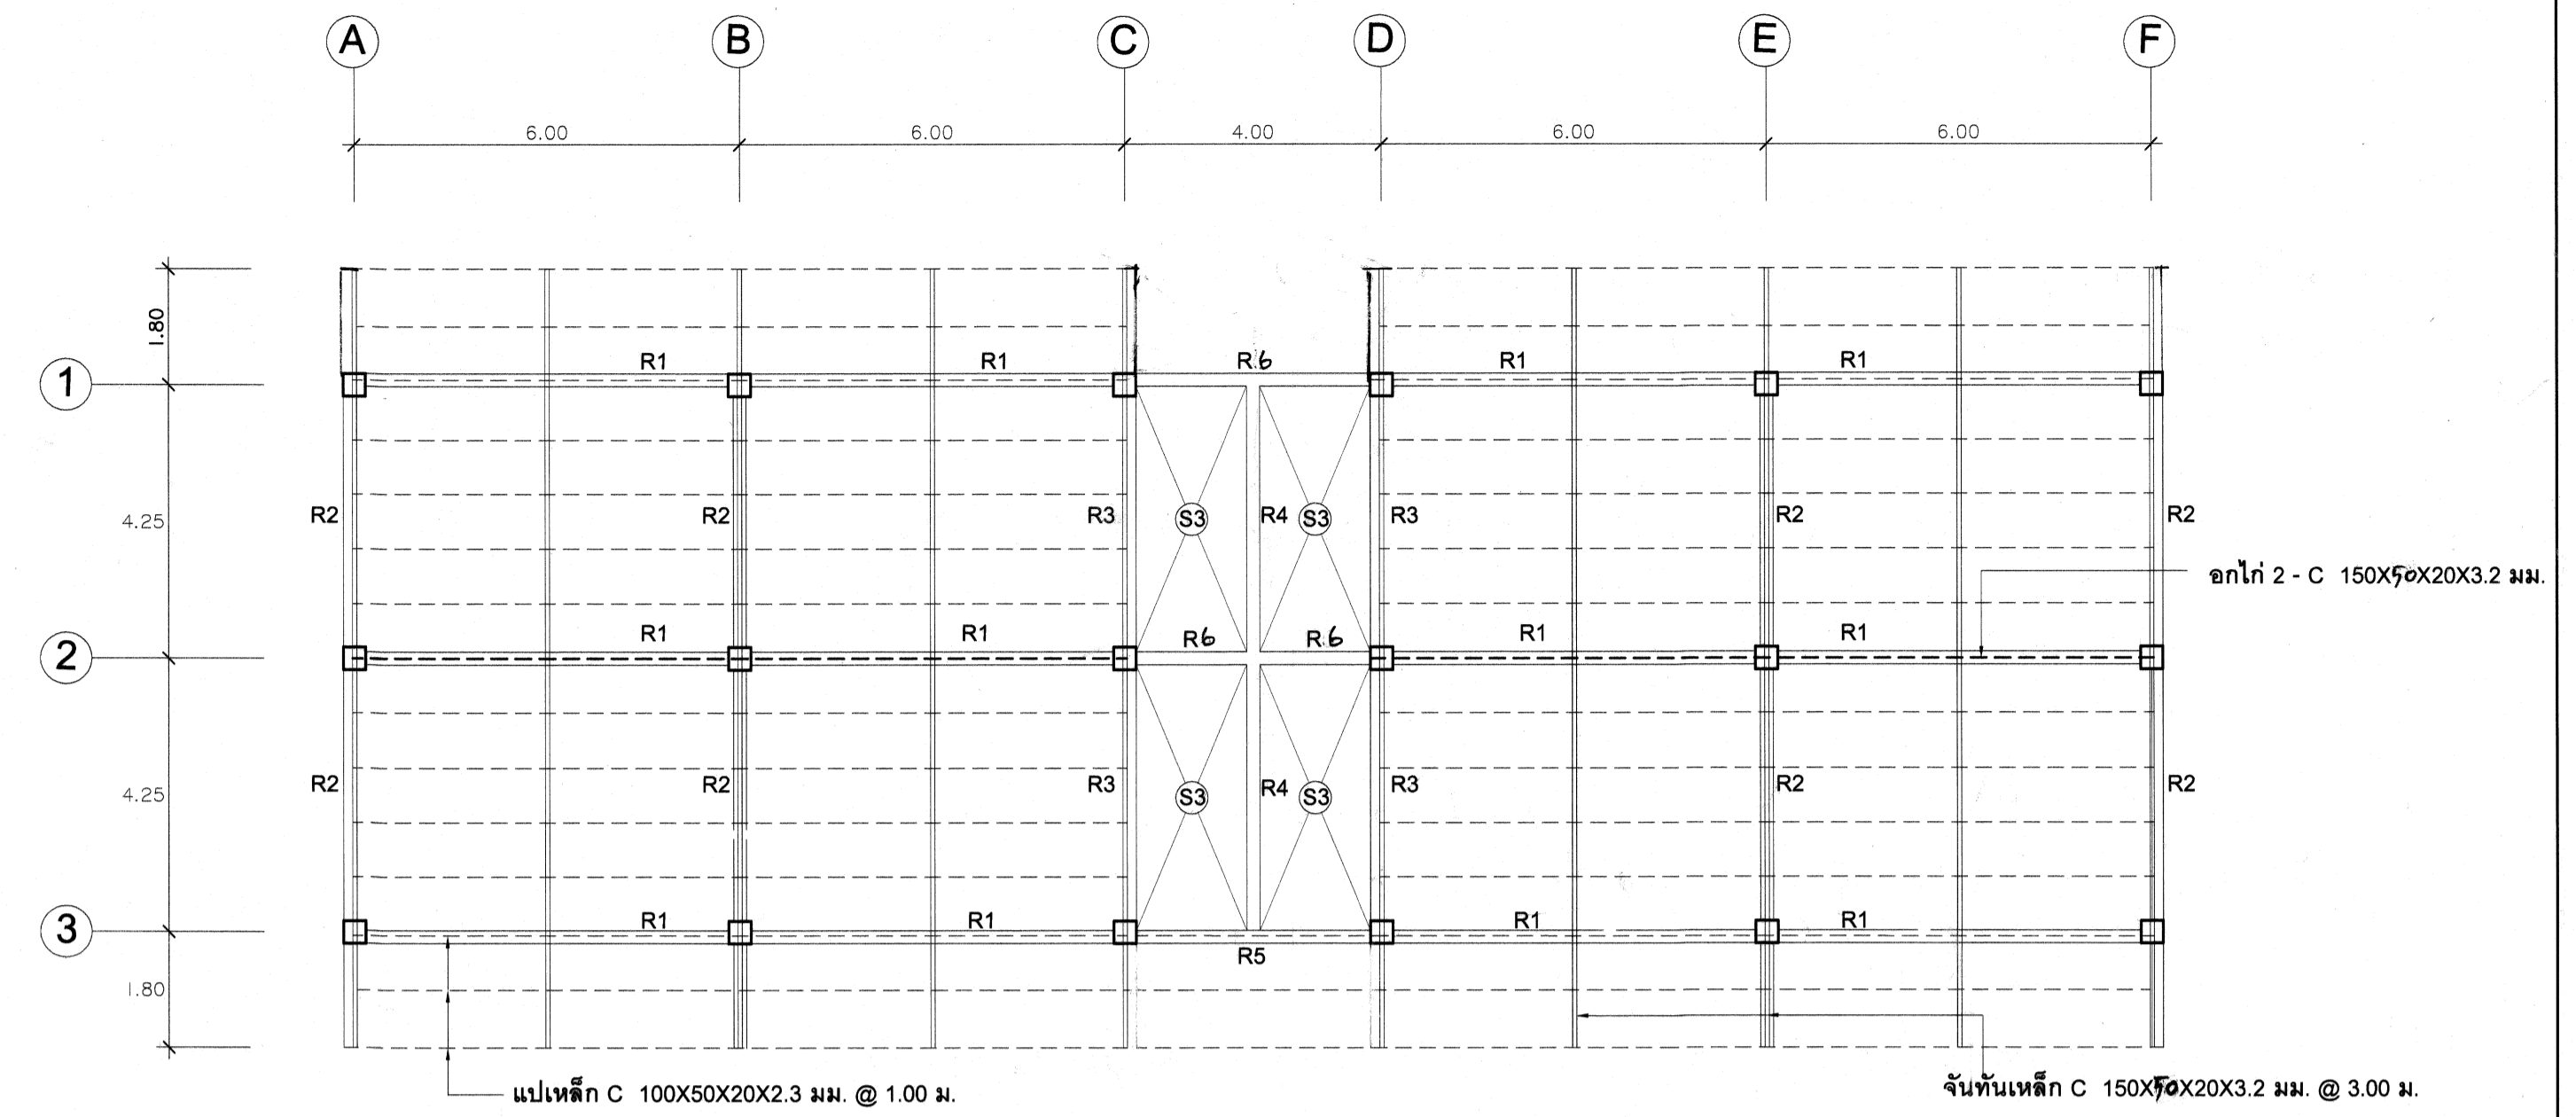 A B C D E F
6.00 6.00 4.00 6.00 6.00
1.80
R1 R1 R.6 R1 R1
1
4.25
R2 R2 R3 S3 R4 S3 R3 R2 R2
อกไก่ 2 - C 150X50X20X3.2 มม.
R1 R1 R6 R.6 R1 R1
2
4.25
R2 R2 R3 S3 R4 S3 R3 R2 R2
R1 R1 R1 R1
3
R5
1.80
แปเหล็ก C 100X50X20X2.3 มม. @ 1.00 ม.
จันทันเหล็ก C 150X50X20X3.2 มม. @ 3.00 ม.